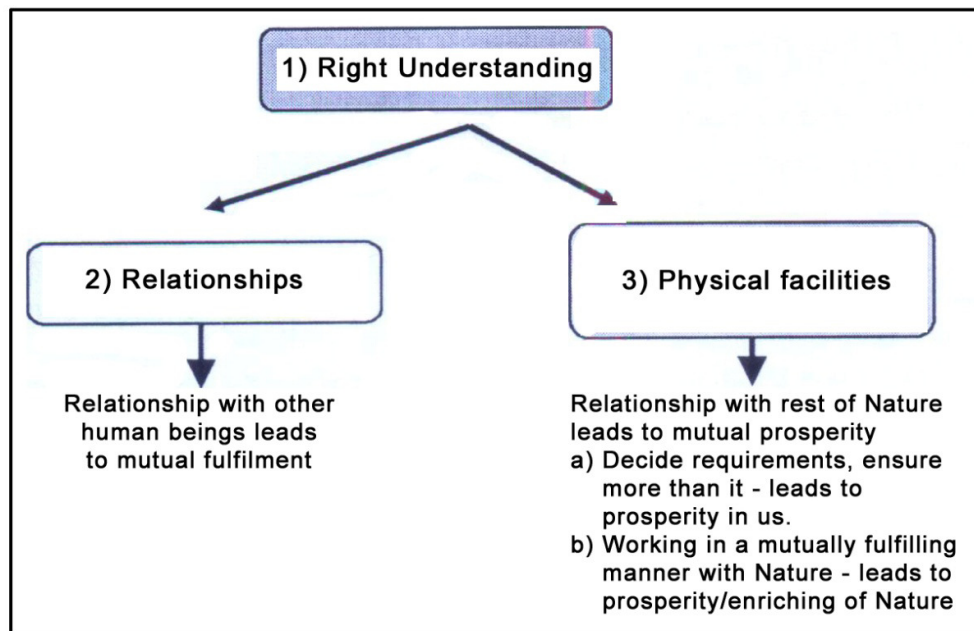 1) Right Understanding
2) Relationships
3) Physical facilities
Relationship with other
human beings leads
to mutual fulfilment
Relationship with rest of Nature
leads to mutual prosperity
a) Decide requirements, ensure
more than it - leads to
prosperity in us.
b) Working in a mutually fulfilling
manner with Nature - leads to
prosperity/enriching of Nature